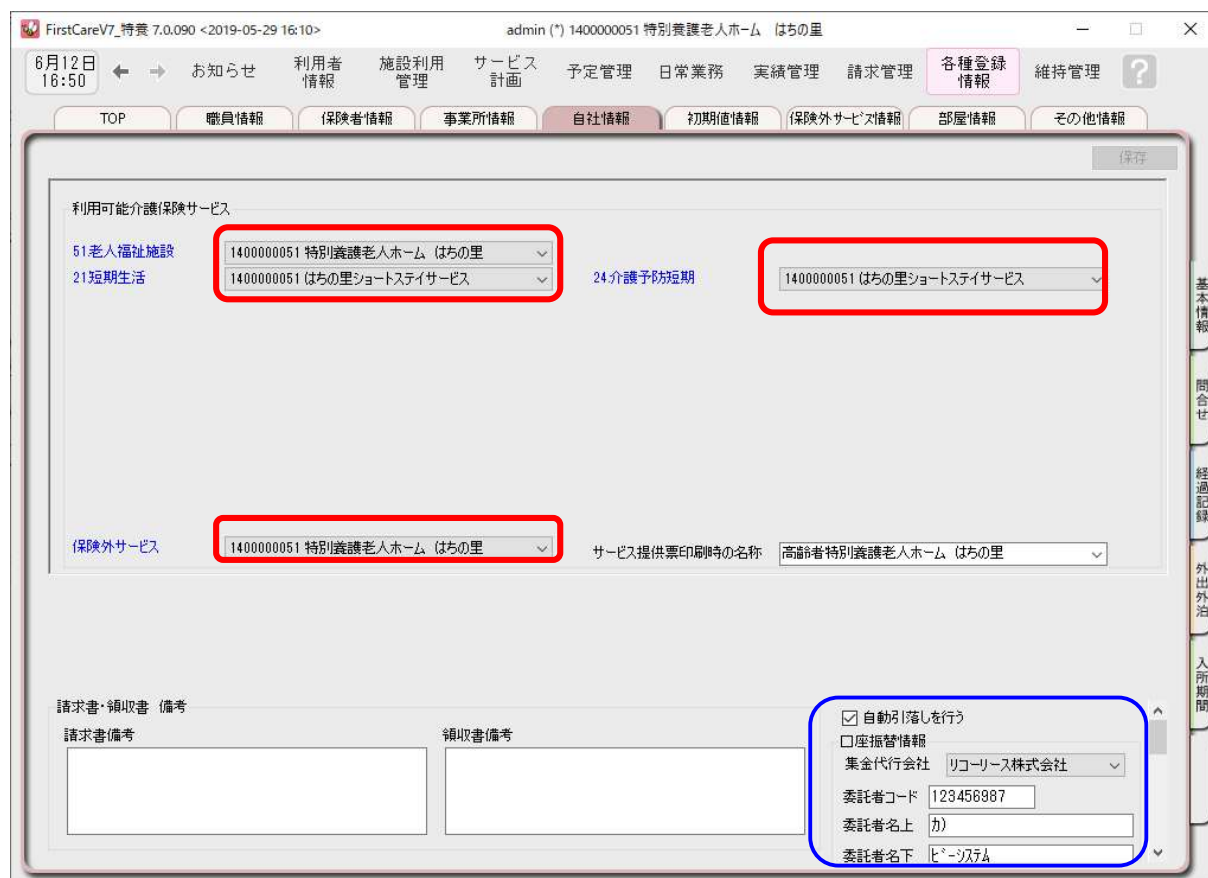 FirstCareV7_特養 7.0.090 <2019-05-29 16:10> admin (*) 1400000051 特別養護老人ホーム はちの里
6月12日
16:50
お知らせ
利用者
情報
施設利用
管理
サービス
計画
予定管理
日常業務
実績管理
請求管理
各種登録
情報
維持管理
?
TOP 職員情報 保険者情報 事業所情報 自社情報 初期値情報 保険外サービス情報 部屋情報 その他情報
保存
利用可能介護保険サービス
51老人福祉施設 1400000051 特別養護老人ホーム はちの里
21短期生活 1400000051 はちの里ショートステイサービス 24.介護予防短期 1400000051 はちの里ショートステイサービス
保険外サービス 1400000051 特別養護老人ホーム はちの里 サービス提供票印刷時の名称 高齢者特別養護老人ホーム はちの里
請求書・領収書 備考
請求書備考 領収書備考
自動引落しを行う
口座振替情報
集金代行会社 リコーリース株式会社
委託者コード 123456987
委託者名上 カ)
委託者名下 ビーシステム
基本情報
問合せ
経過記録
外出外泊
入所期間